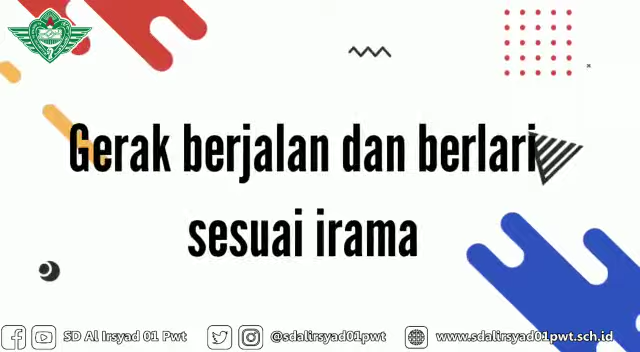 Gerak berjalan dan berlari
sesuai irama
SD Al Irsyad 01 Pwt @sdalirsyad01pwt www.sdalirsyad01pwt.sch.id